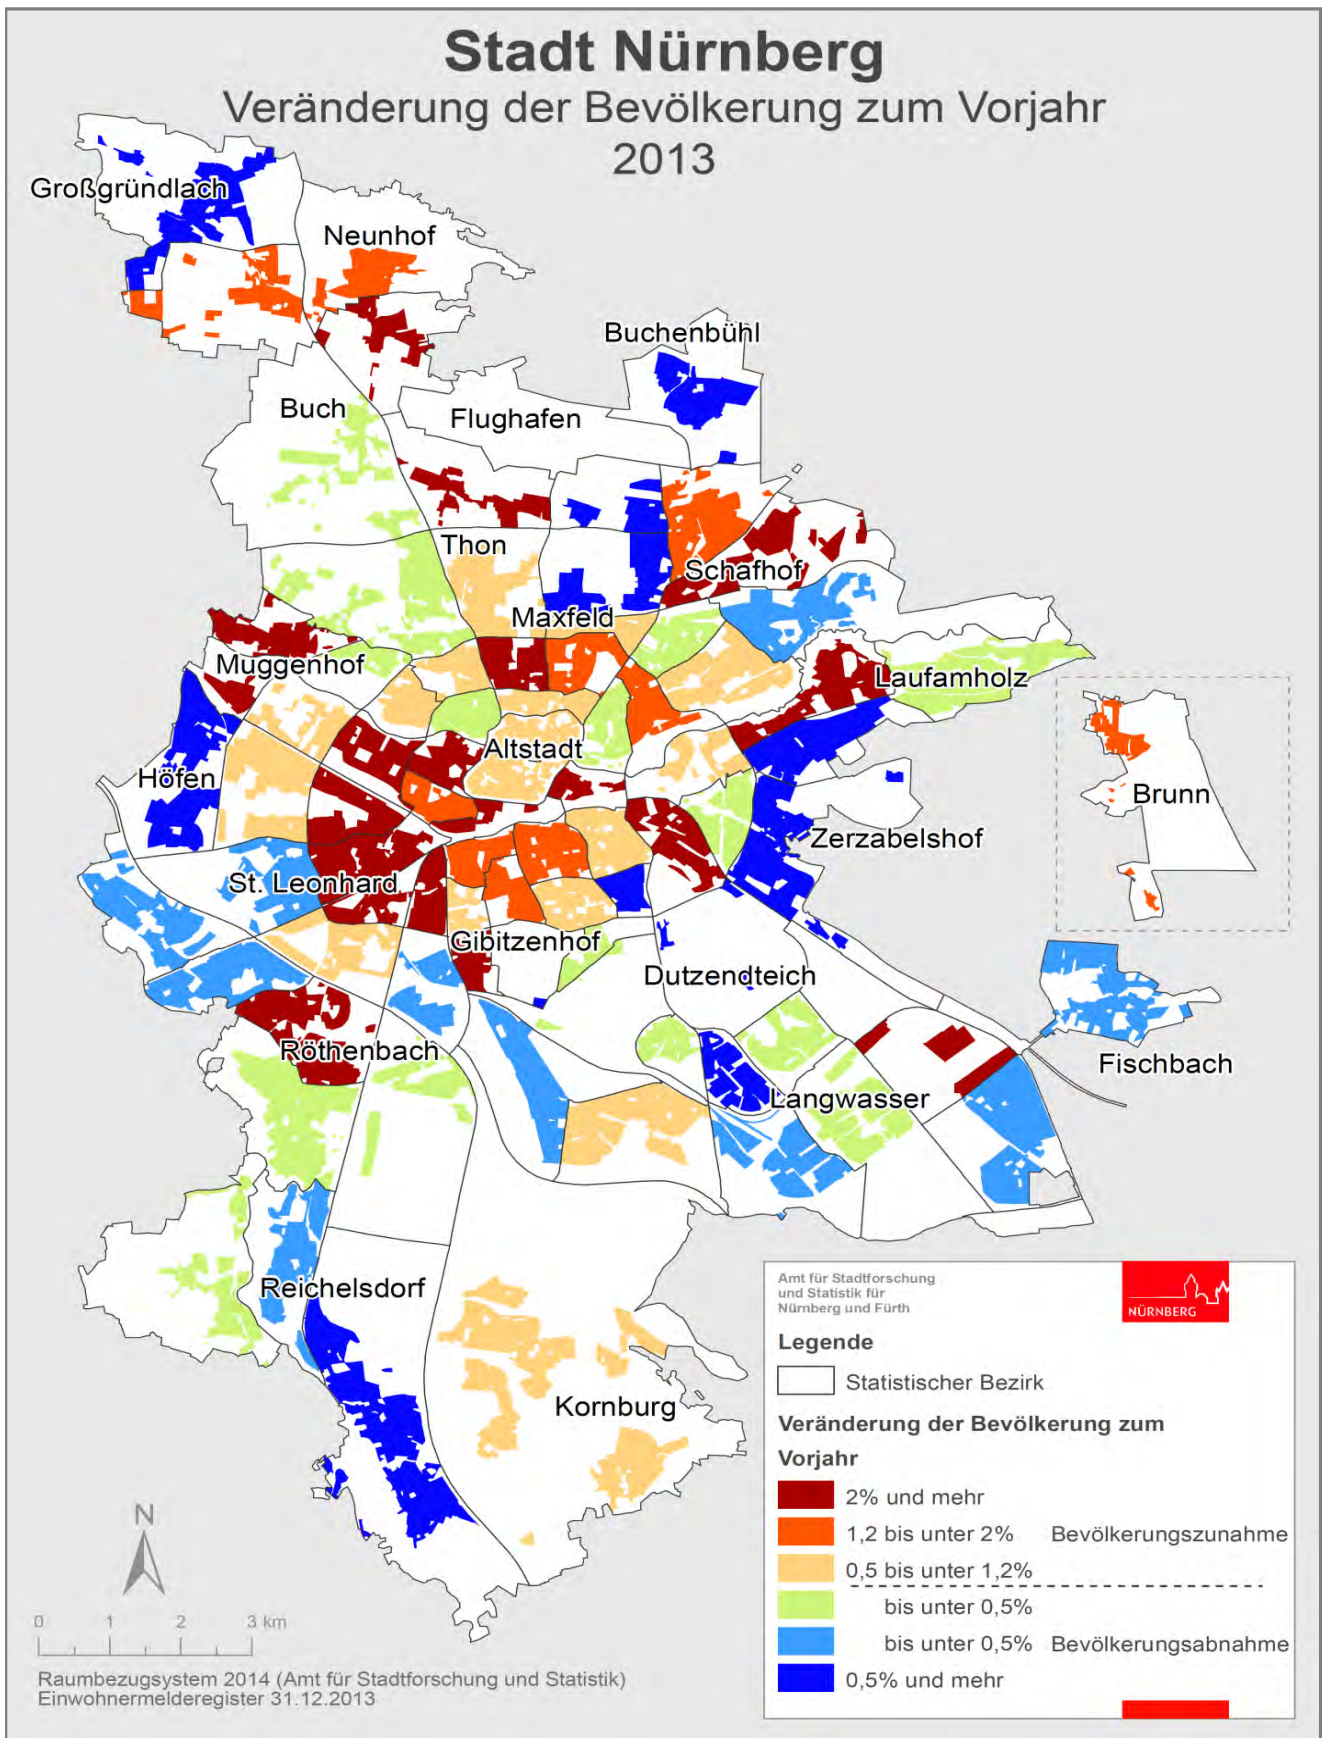 Stadt Nürnberg
Veränderung der Bevölkerung zum Vorjahr
2013
Großgründlach
Neunhof
Buchenbühl
Buch
Flughafen
Thon
Schafhof
Maxfeld
Muggenhof
Laufamholz
Altstadt
Höfen
Brunn
Zerzabelshof
St. Leonhard
Gibitzenhof
Dutzendteich
Röthenbach
Fischbach
Langwasser
Reichelsdorf
Kornburg
Amt für Stadtforschung
und Statistik für
Nürnberg und Fürth
NÜRNBERG
Legende
Statistischer Bezirk
Veränderung der Bevölkerung zum
Vorjahr
2% und mehr
1,2 bis unter 2% Bevölkerungszunahme
0,5 bis unter 1,2%
bis unter 0,5%
bis unter 0,5% Bevölkerungsabnahme
0,5% und mehr
N
0 1 2 3 km
Raumbezugsystem 2014 (Amt für Stadtforschung und Statistik)
Einwohnermelderegister 31.12.2013